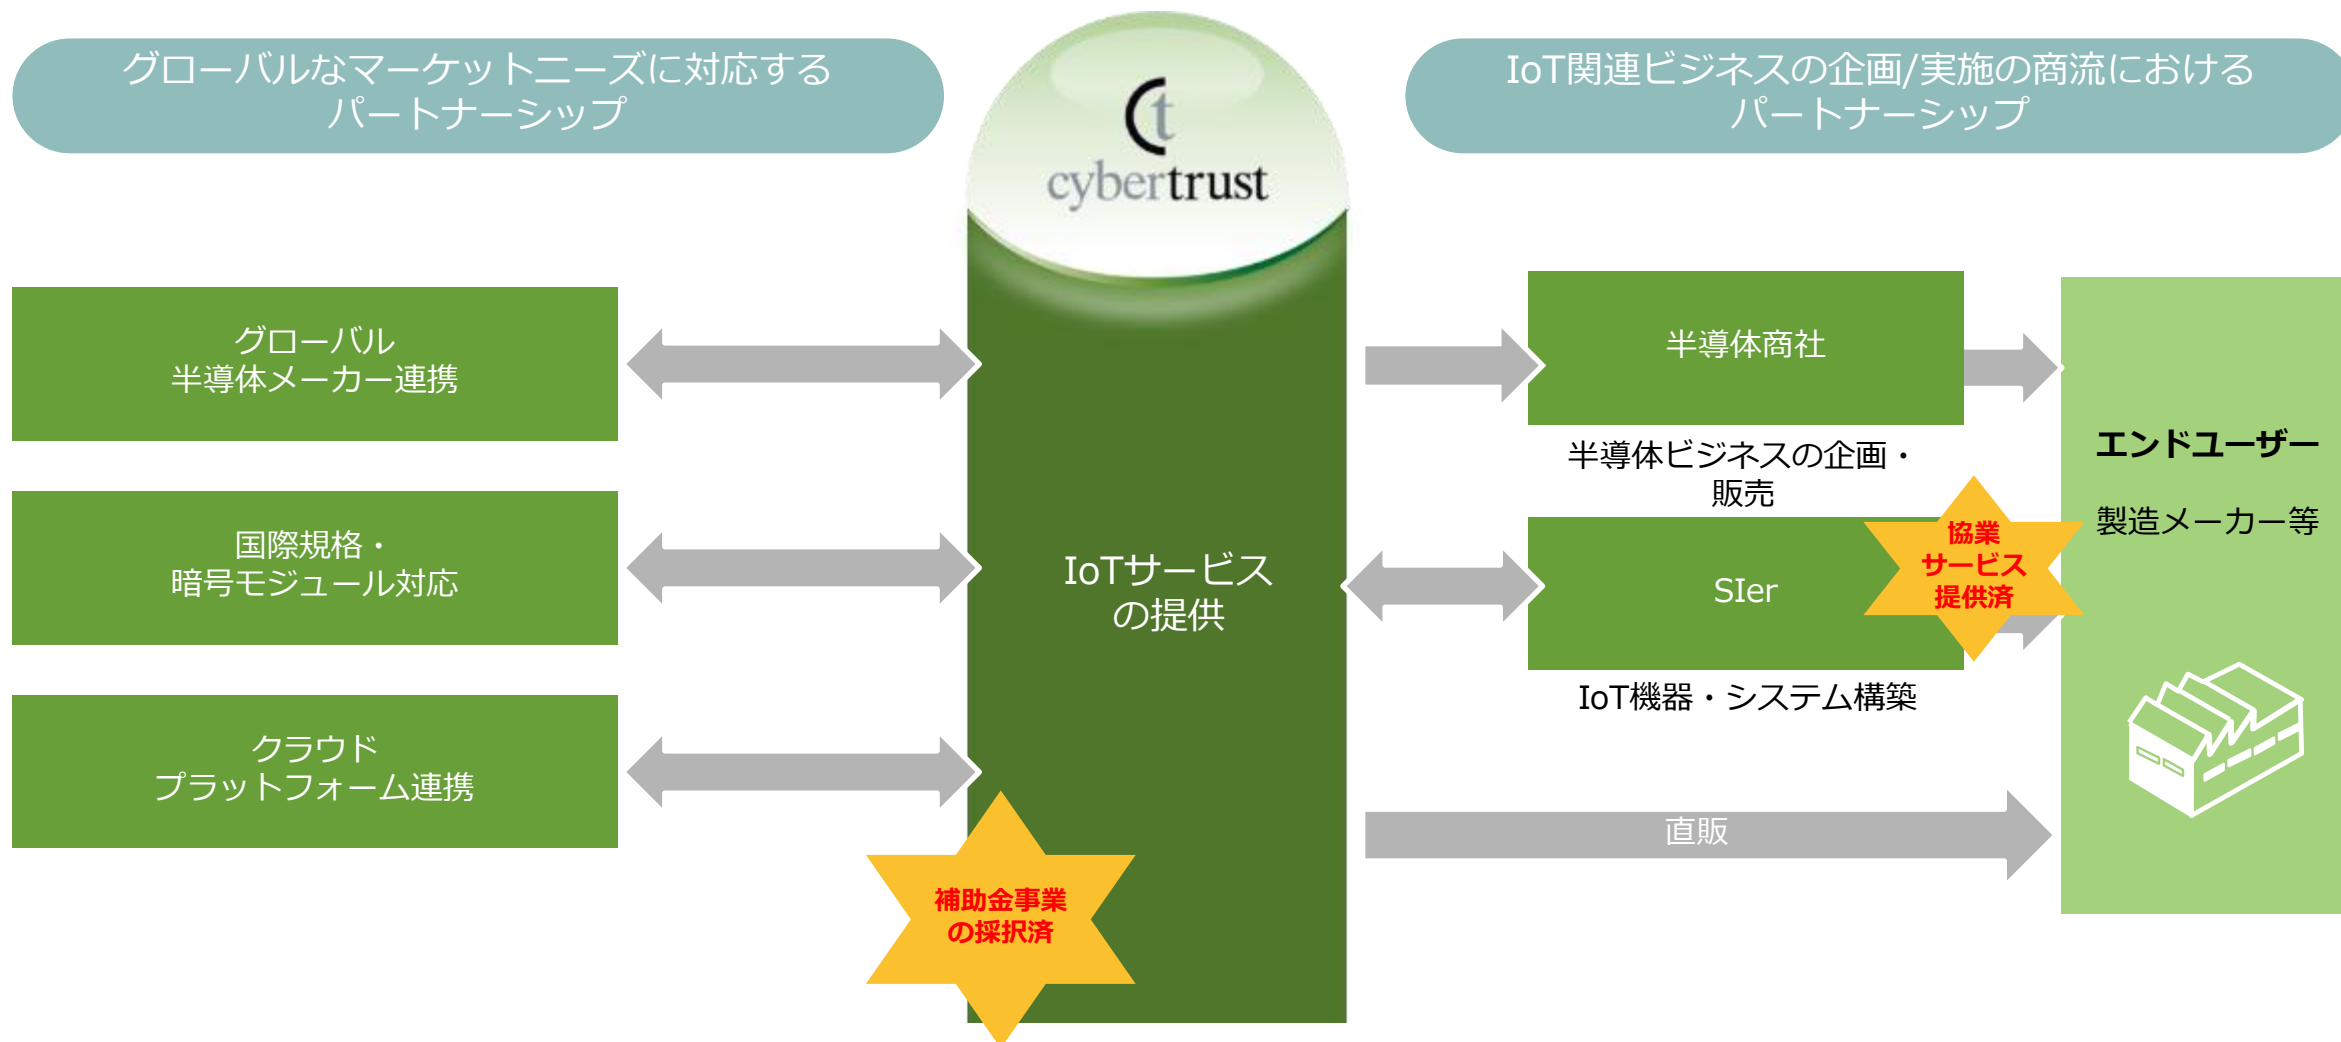 グローバルなマーケットニーズに対応する
パートナーシップ
cybertrust
IoT関連ビジネスの企画/実施の商流における
パートナーシップ
グローバル
半導体メーカー連携
国際規格・
暗号モジュール対応
クラウド
プラットフォーム連携
IoTサービス
の提供
補助金事業
の採択済
半導体商社
半導体ビジネスの企画・
販売
SIer
IoT機器・システム構築
協業
サービス
提供済
直販
エンドユーザー
製造メーカー等